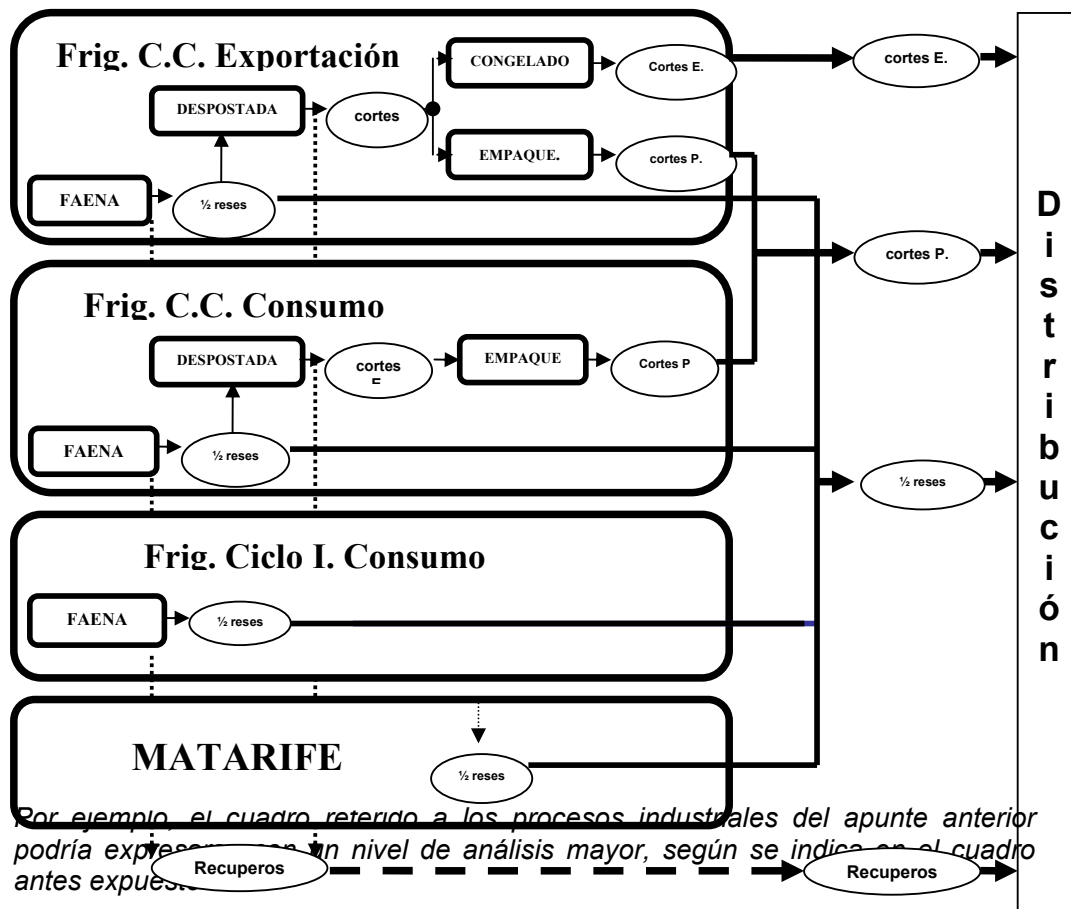 Frig. C.C. Exportación
CONGELADO
Cortes E.
cortes E.
DESPOSTADA
cortes
EMPAQUE.
cortes P.
FAENA
½ reses
cortes P.
Frig. C.C. Consumo
DESPOSTADA
cortes
EMPAQUE
Cortes P
FAENA
½ reses
½ reses
Frig. Ciclo I. Consumo
FAENA
½ reses
MATARIFE
½ reses
Distribución
Por ejemplo, el cuadro referido a los procesos industriales del apunte anterior
podría un nivel de análisis mayor, según se indica en el cuadro
antes
Recuperos
Recuperos